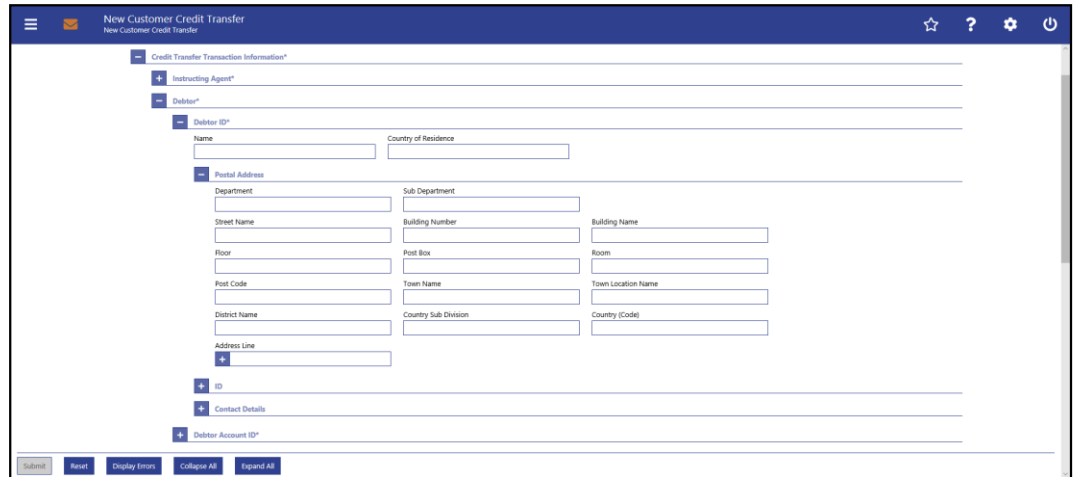 New Customer Credit Transfer
New Customer Credit Transfer
Credit Transfer Transaction Information*
Instructing Agent*
Debtor*
Debtor ID*
Name Country of Residence
Postal Address
Department Sub Department
Street Name Building Number Building Name
Floor Post Box Room
Post Code Town Name Town Location Name
District Name Country Sub Division Country (Code)
Address Line
ID
Contact Details
Debtor Account ID*
Submit Reset Display Errors Collapse All Expand All